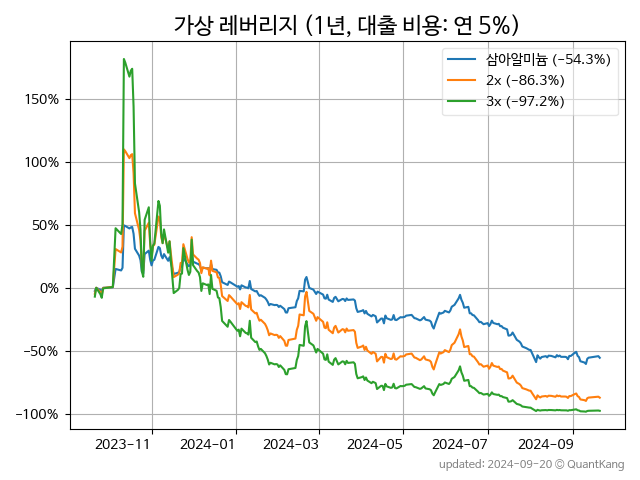 가상 레버리지 (1년, 대출 비용: 연 5%)
삼아알미늄 (−54.3%)
2x (−86.3%)
3x (−97.2%)
150%
100%
50%
0%
−50%
−100%
2023-11 2024-01 2024-03 2024-05 2024-07 2024-09
updated: 2024-09-20 © QuantKang